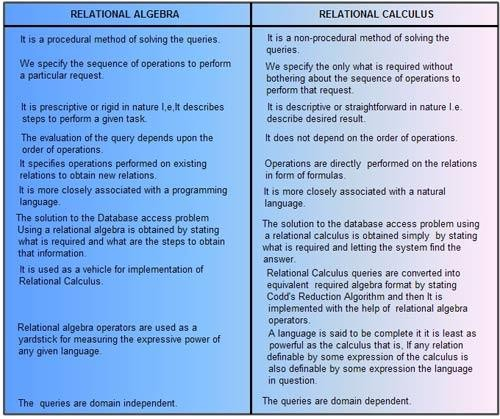 RELATIONAL ALGEBRA
RELATIONAL CALCULUS
It is a procedural method of solving the queries.
It is a non-procedural method of solving the
queries.
We specify the sequence of operations to perform
a particular request.
We specify the only what is required without
bothering about the sequence of operations to
perform that request.
It is prescriptive or rigid in nature I,e,It describes
steps to perform a given task.
It is descriptive or straightforward in nature I.e.
describe desired result.
The evaluation of the query depends upon the
order of operations.
It does not depend on the order of operations.
It specifies operations performed on existing
relations to obtain new relations.
Operations are directly performed on the relations
in form of formulas.
It is more closely associated with a programming
language.
It is more closely associated with a natural
language.
The solution to the Database access problem
Using a relational algebra is obtained by stating
what is required and what are the steps to obtain
that information.
The solution to the database access problem using
a relational calculus is obtained simply by stating
what is required and letting the system find the
answer.
It is used as a vehicle for implementation of
Relational Calculus.
Relational Calculus queries are converted into
equivalent required algebra format by stating
Codd's Reduction Algorithm and then It is
implemented with the help of relational algebra
operators.
Relational algebra operators are used as a
yardstick for measuring the expressive power of
any given language.
A language is said to be complete it it is least as
powerful as the calculus that is, If any relation
definable by some expression of the calculus is
also definable by some expression the language
in question.
The queries are domain independent.
The queries are domain dependent.